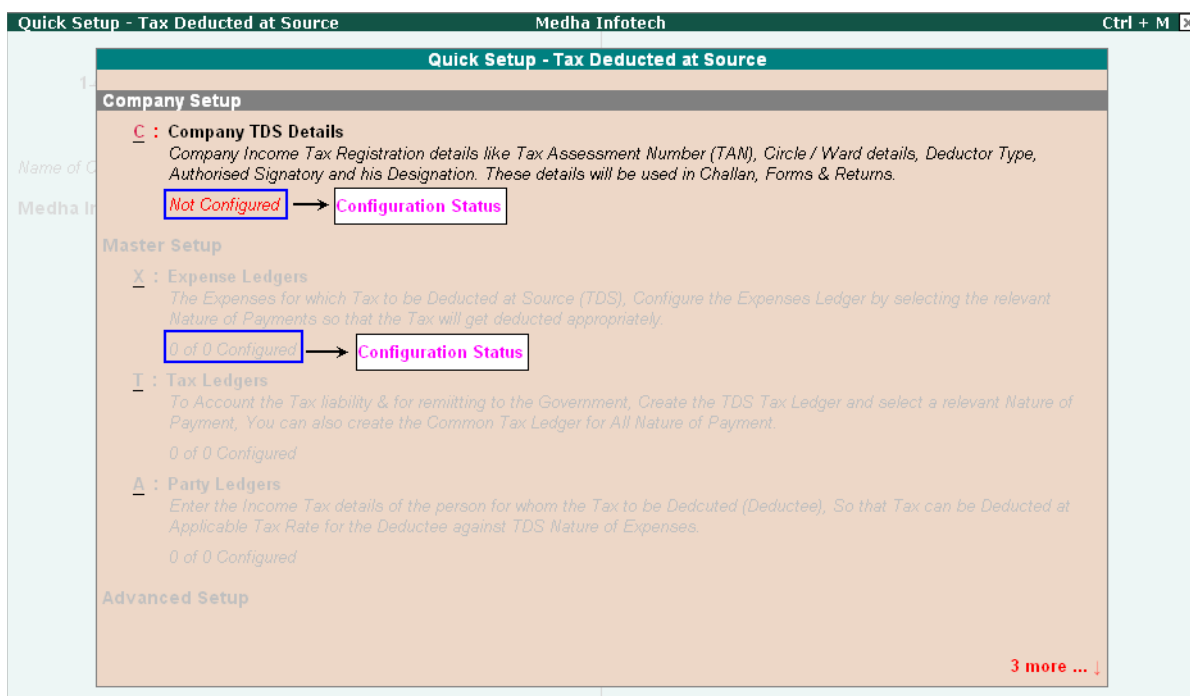 Quick Setup - Tax Deducted at Source Medha Infotech Ctrl + M
Quick Setup - Tax Deducted at Source
1
Company Setup
C : Company TDS Details
Company Income Tax Registration details like Tax Assessment Number (TAN), Circle / Ward details, Deductor Type,
Name of C
Authorised Signatory and his Designation. These details will be used in Challan, Forms & Returns.
Medha In
Not Configured Configuration Status
Master Setup
X : Expense Ledgers
The Expenses for which Tax to be Deducted at Source (TDS), Configure the Expenses Ledger by selecting the relevant
Nature of Payments so that the Tax will get deducted appropriately.
0 of 0 Configured Configuration Status
T : Tax Ledgers
To Account the Tax liability & for remiitting to the Government, Create the TDS Tax Ledger and select a relevant Nature of
Payment, You can also create the Common Tax Ledger for All Nature of Payment.
0 of 0 Configured
A : Party Ledgers
Enter the Income Tax details of the person for whom the Tax to be Dedcuted (Deductee), So that Tax can be Deducted at
Applicable Tax Rate for the Deductee against TDS Nature of Expenses.
0 of 0 Configured
Advanced Setup
3 more ... ↓